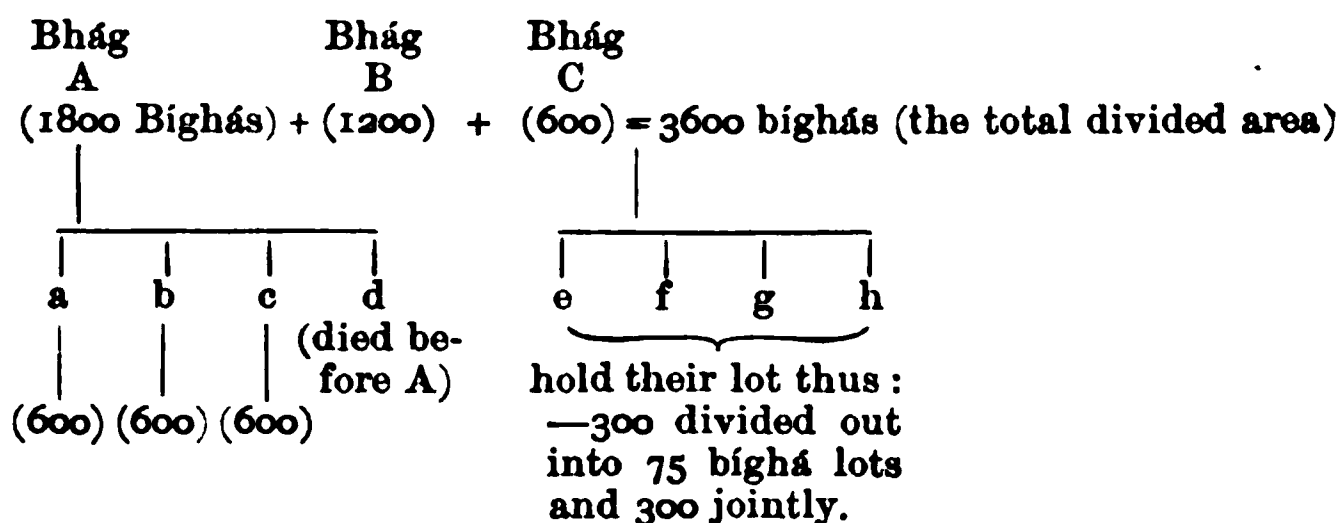 Bhág Bhág Bhág
A B C
(1800 Bíghás) + (1200) + (600) = 3600 bíghás (the total divided area)
a b c d e f g h
(died be-
fore A)
(600) (600) (600)
hold their lot thus :
—300 divided out
into 75 bíghá lots
and 300 jointly.